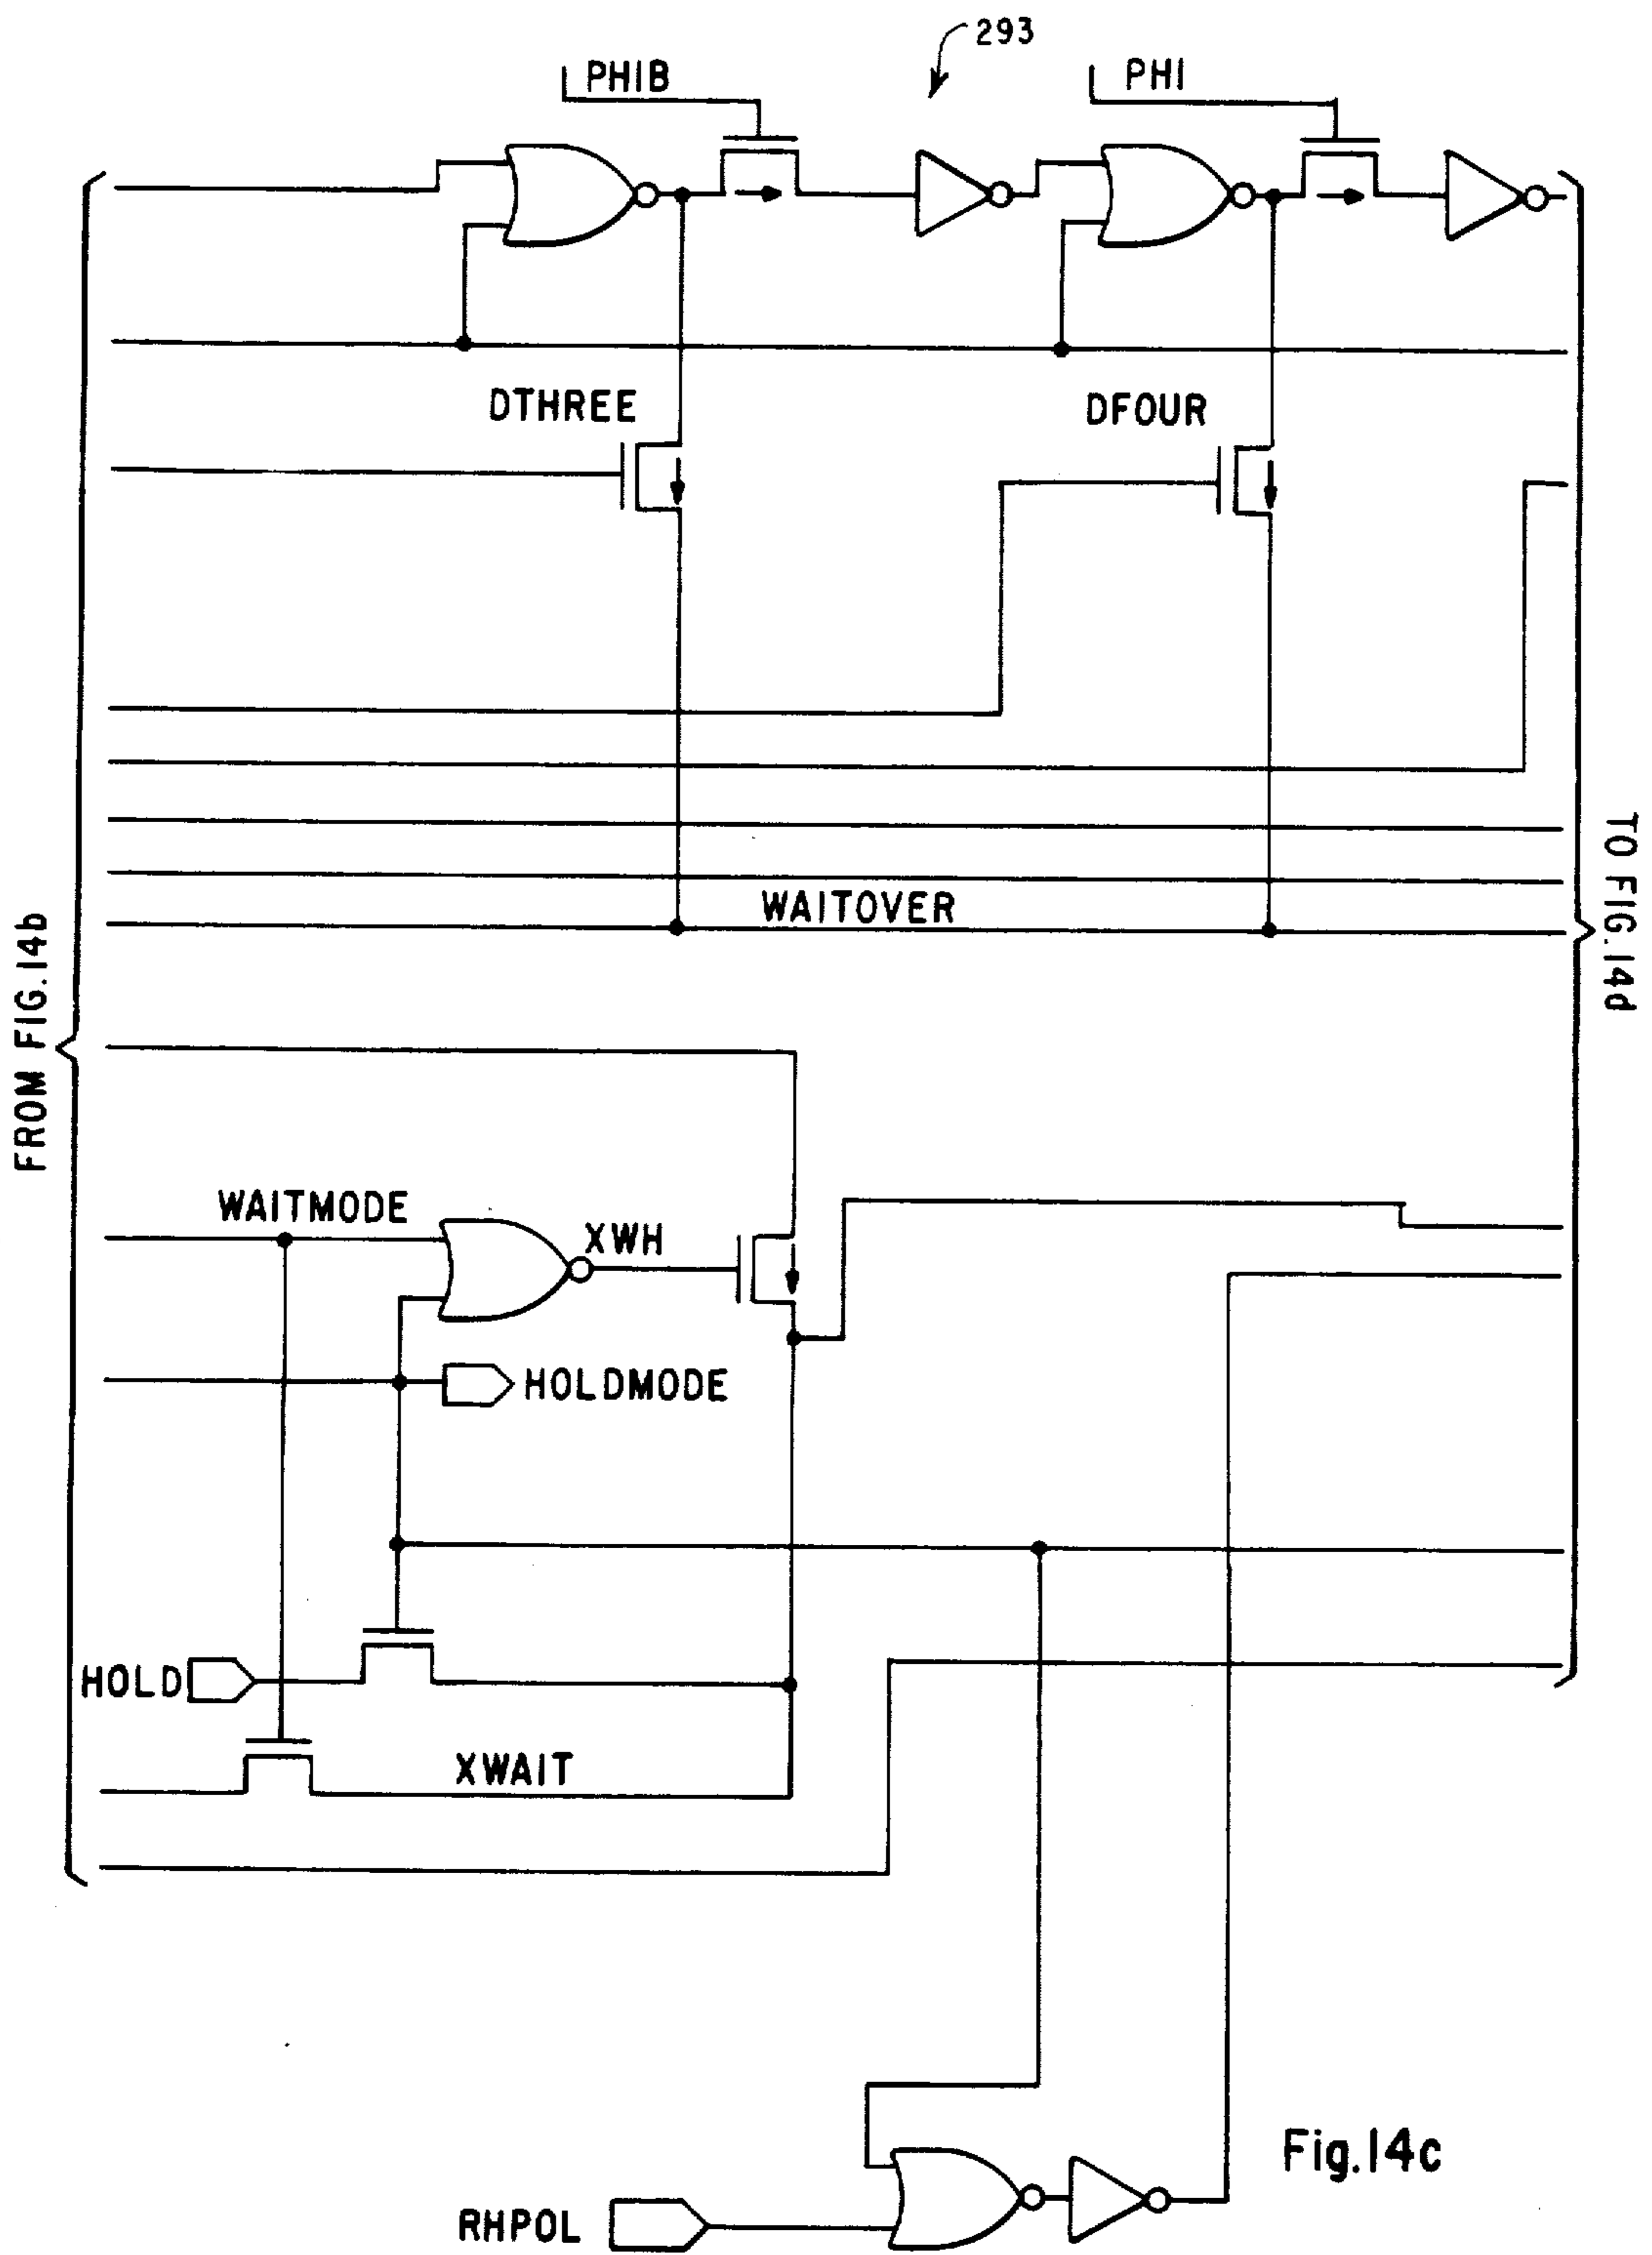 293
PHIB
PHI
DTHREE
DFOUR
WAITOVER
FROM FIG.14b
TO FIG.14d
WAITMODE
XWH
HOLDMODE
HOLD
XWAIT
RHPOL
Fig.14c